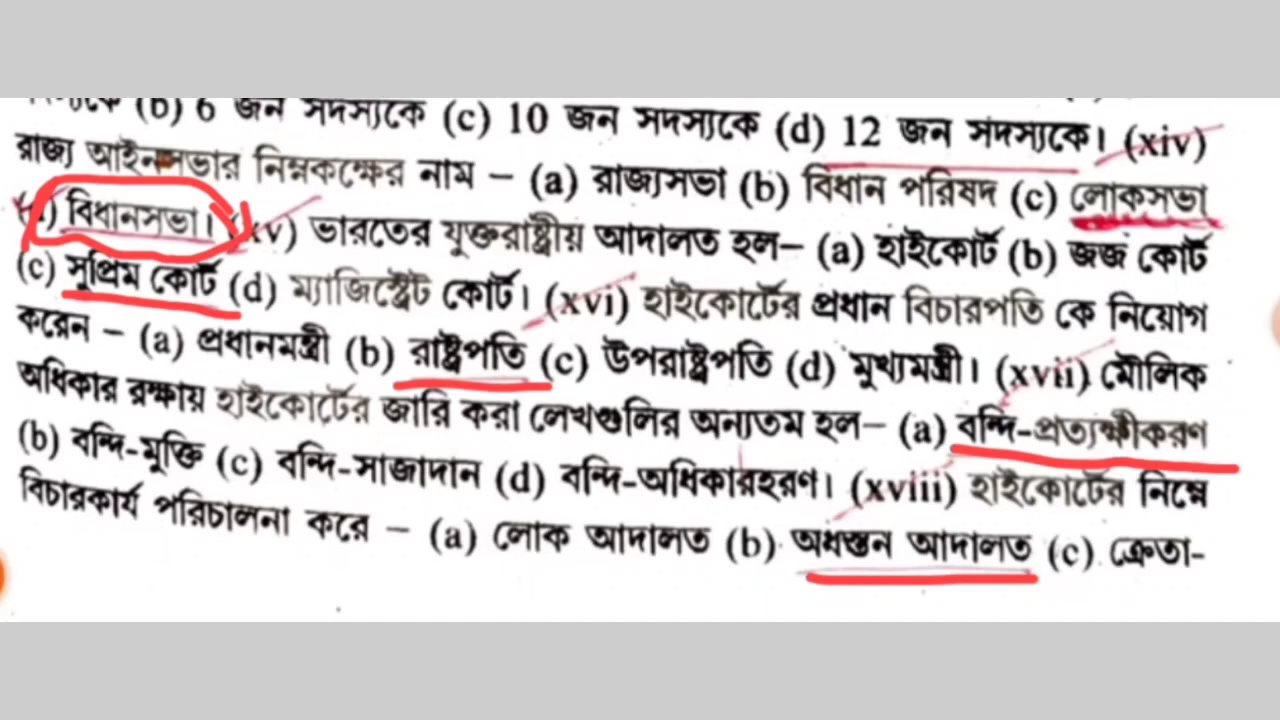 (b) 6 জন সদস্যকে (c) 10 জন সদস্যকে (d) 12 জন সদস্যকে। (xiv)
রাজ্য আইনসভার নিম্নকক্ষের নাম – (a) রাজ্যসভা (b) বিধান পরিষদ (c) লোকসভা
বিধানসভা। (xv) ভারতের যুক্তরাষ্ট্রীয় আদালত হল– (a) হাইকোর্ট (b) জজ কোর্ট
(c) সুপ্রিম কোর্ট (d) ম্যাজিস্ট্রেট কোর্ট। (xvi) হাইকোর্টের প্রধান বিচারপতি কে নিয়োগ
করেন – (a) প্রধানমন্ত্রী (b) রাষ্ট্রপতি (c) উপরাষ্ট্রপতি (d) মুখ্যমন্ত্রী। (xvii) মৌলিক
অধিকার রক্ষায় হাইকোর্টের জারি করা লেখগুলির অন্যতম হল– (a) বন্দি-প্রত্যক্ষীকরণ
(b) বন্দি-মুক্তি (c) বন্দি-সাজাদান (d) বন্দি-অধিকারহরণ। (xviii) হাইকোর্টের নিম্নে
বিচারকার্য পরিচালনা করে – (a) লোক আদালত (b) অধস্তন আদালত (c) ক্রেতা-